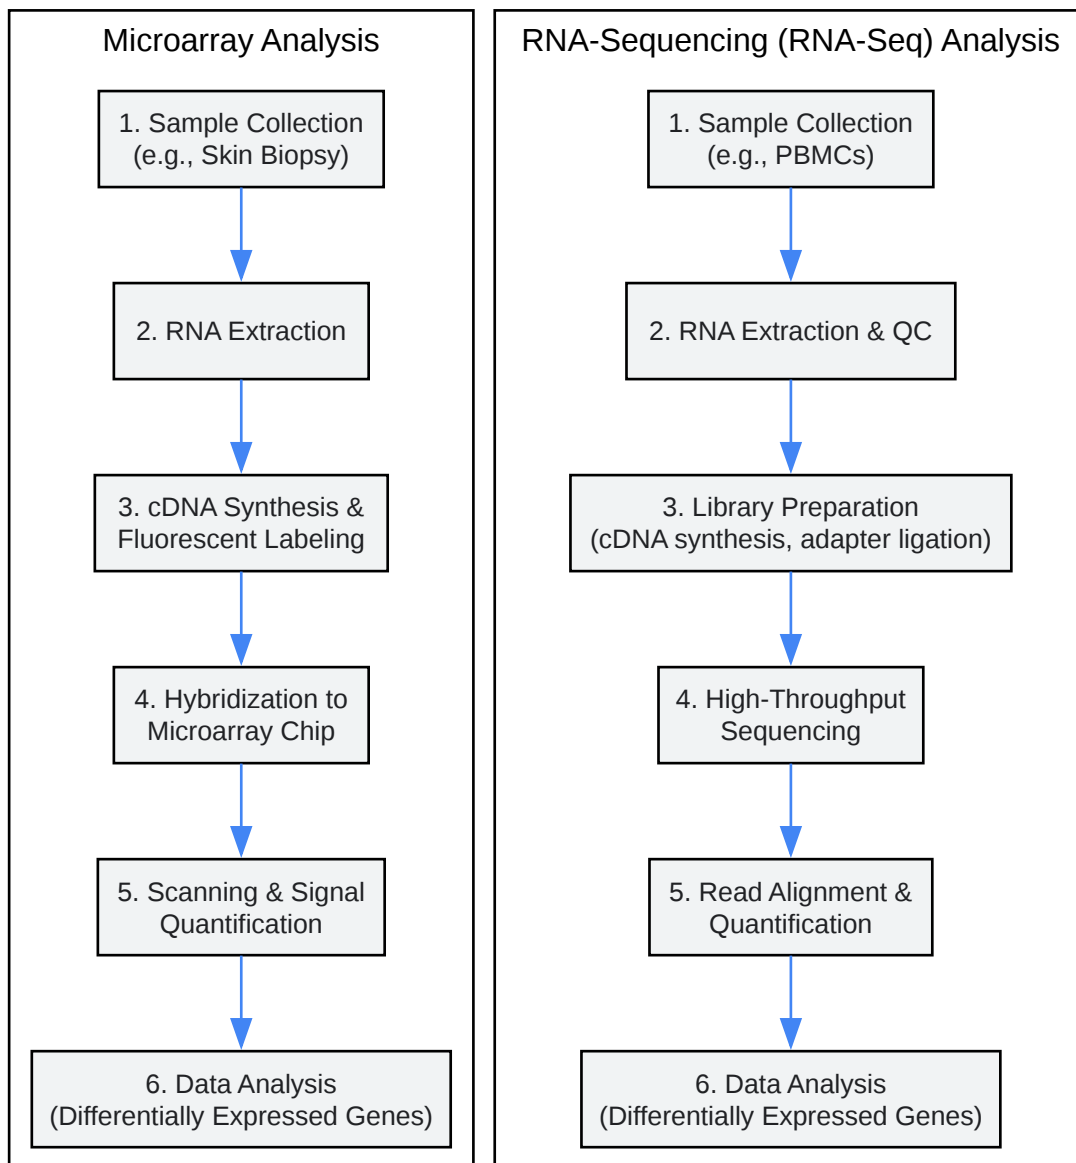 Microarray Analysis
1. Sample Collection
(e.g., Skin Biopsy)
2. RNA Extraction
3. cDNA Synthesis &
Fluorescent Labeling
4. Hybridization to
Microarray Chip
5. Scanning & Signal
Quantification
6. Data Analysis
(Differentially Expressed Genes)
RNA-Sequencing (RNA-Seq) Analysis
1. Sample Collection
(e.g., PBMCs)
2. RNA Extraction & QC
3. Library Preparation
(cDNA synthesis, adapter ligation)
4. High-Throughput
Sequencing
5. Read Alignment &
Quantification
6. Data Analysis
(Differentially Expressed Genes)